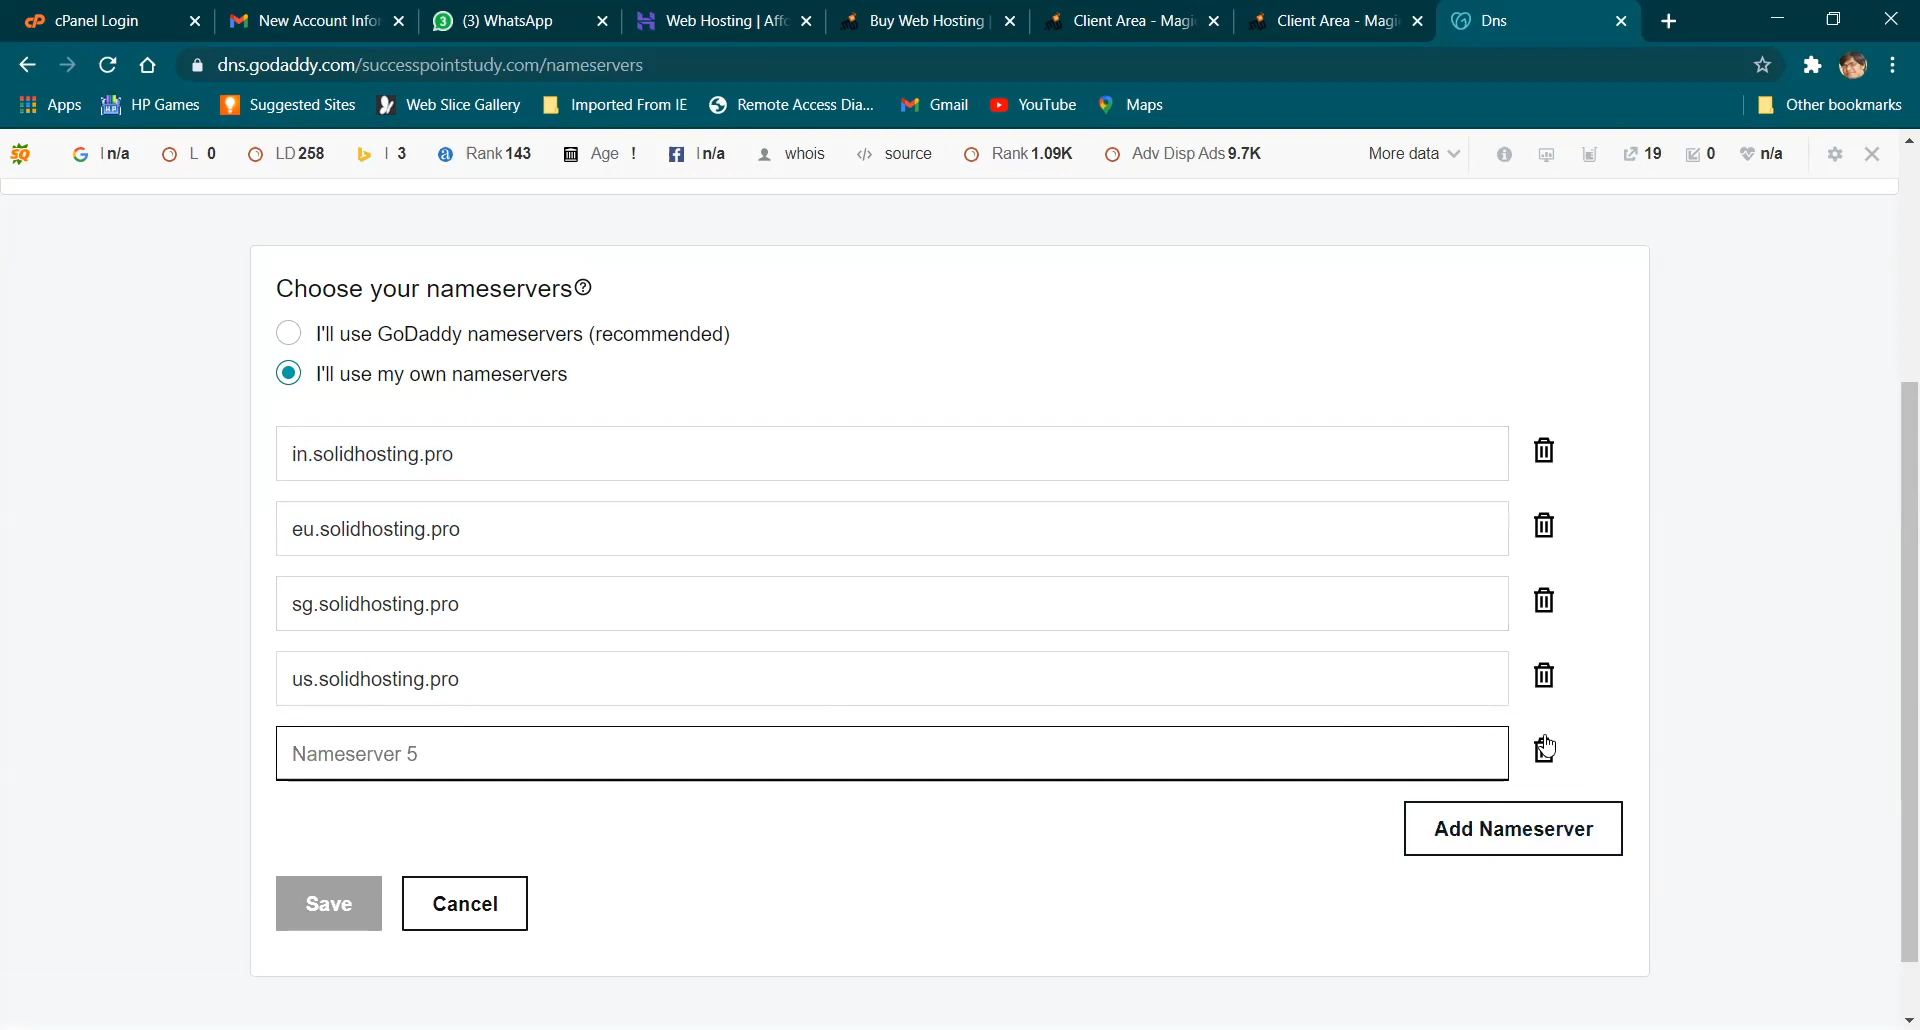 cPanel Login
New Account Infor
(3) WhatsApp
Web Hosting | Affo
Buy Web Hosting |
Client Area - Magi
Client Area - Magi
Dns
dns.godaddy.com/successpointstudy.com/nameservers
Apps
HP Games
Suggested Sites
Web Slice Gallery
Imported From IE
Remote Access Dia...
Gmail
YouTube
Maps
Other bookmarks
I n/a
L 0
LD 258
I 3
Rank 143
Age !
I n/a
whois
source
Rank 1.09K
Adv Disp Ads 9.7K
More data
19
0
n/a
Choose your nameservers
I'll use GoDaddy nameservers (recommended)
I'll use my own nameservers
in.solidhosting.pro
eu.solidhosting.pro
sg.solidhosting.pro
us.solidhosting.pro
Nameserver 5
Add Nameserver
Save
Cancel